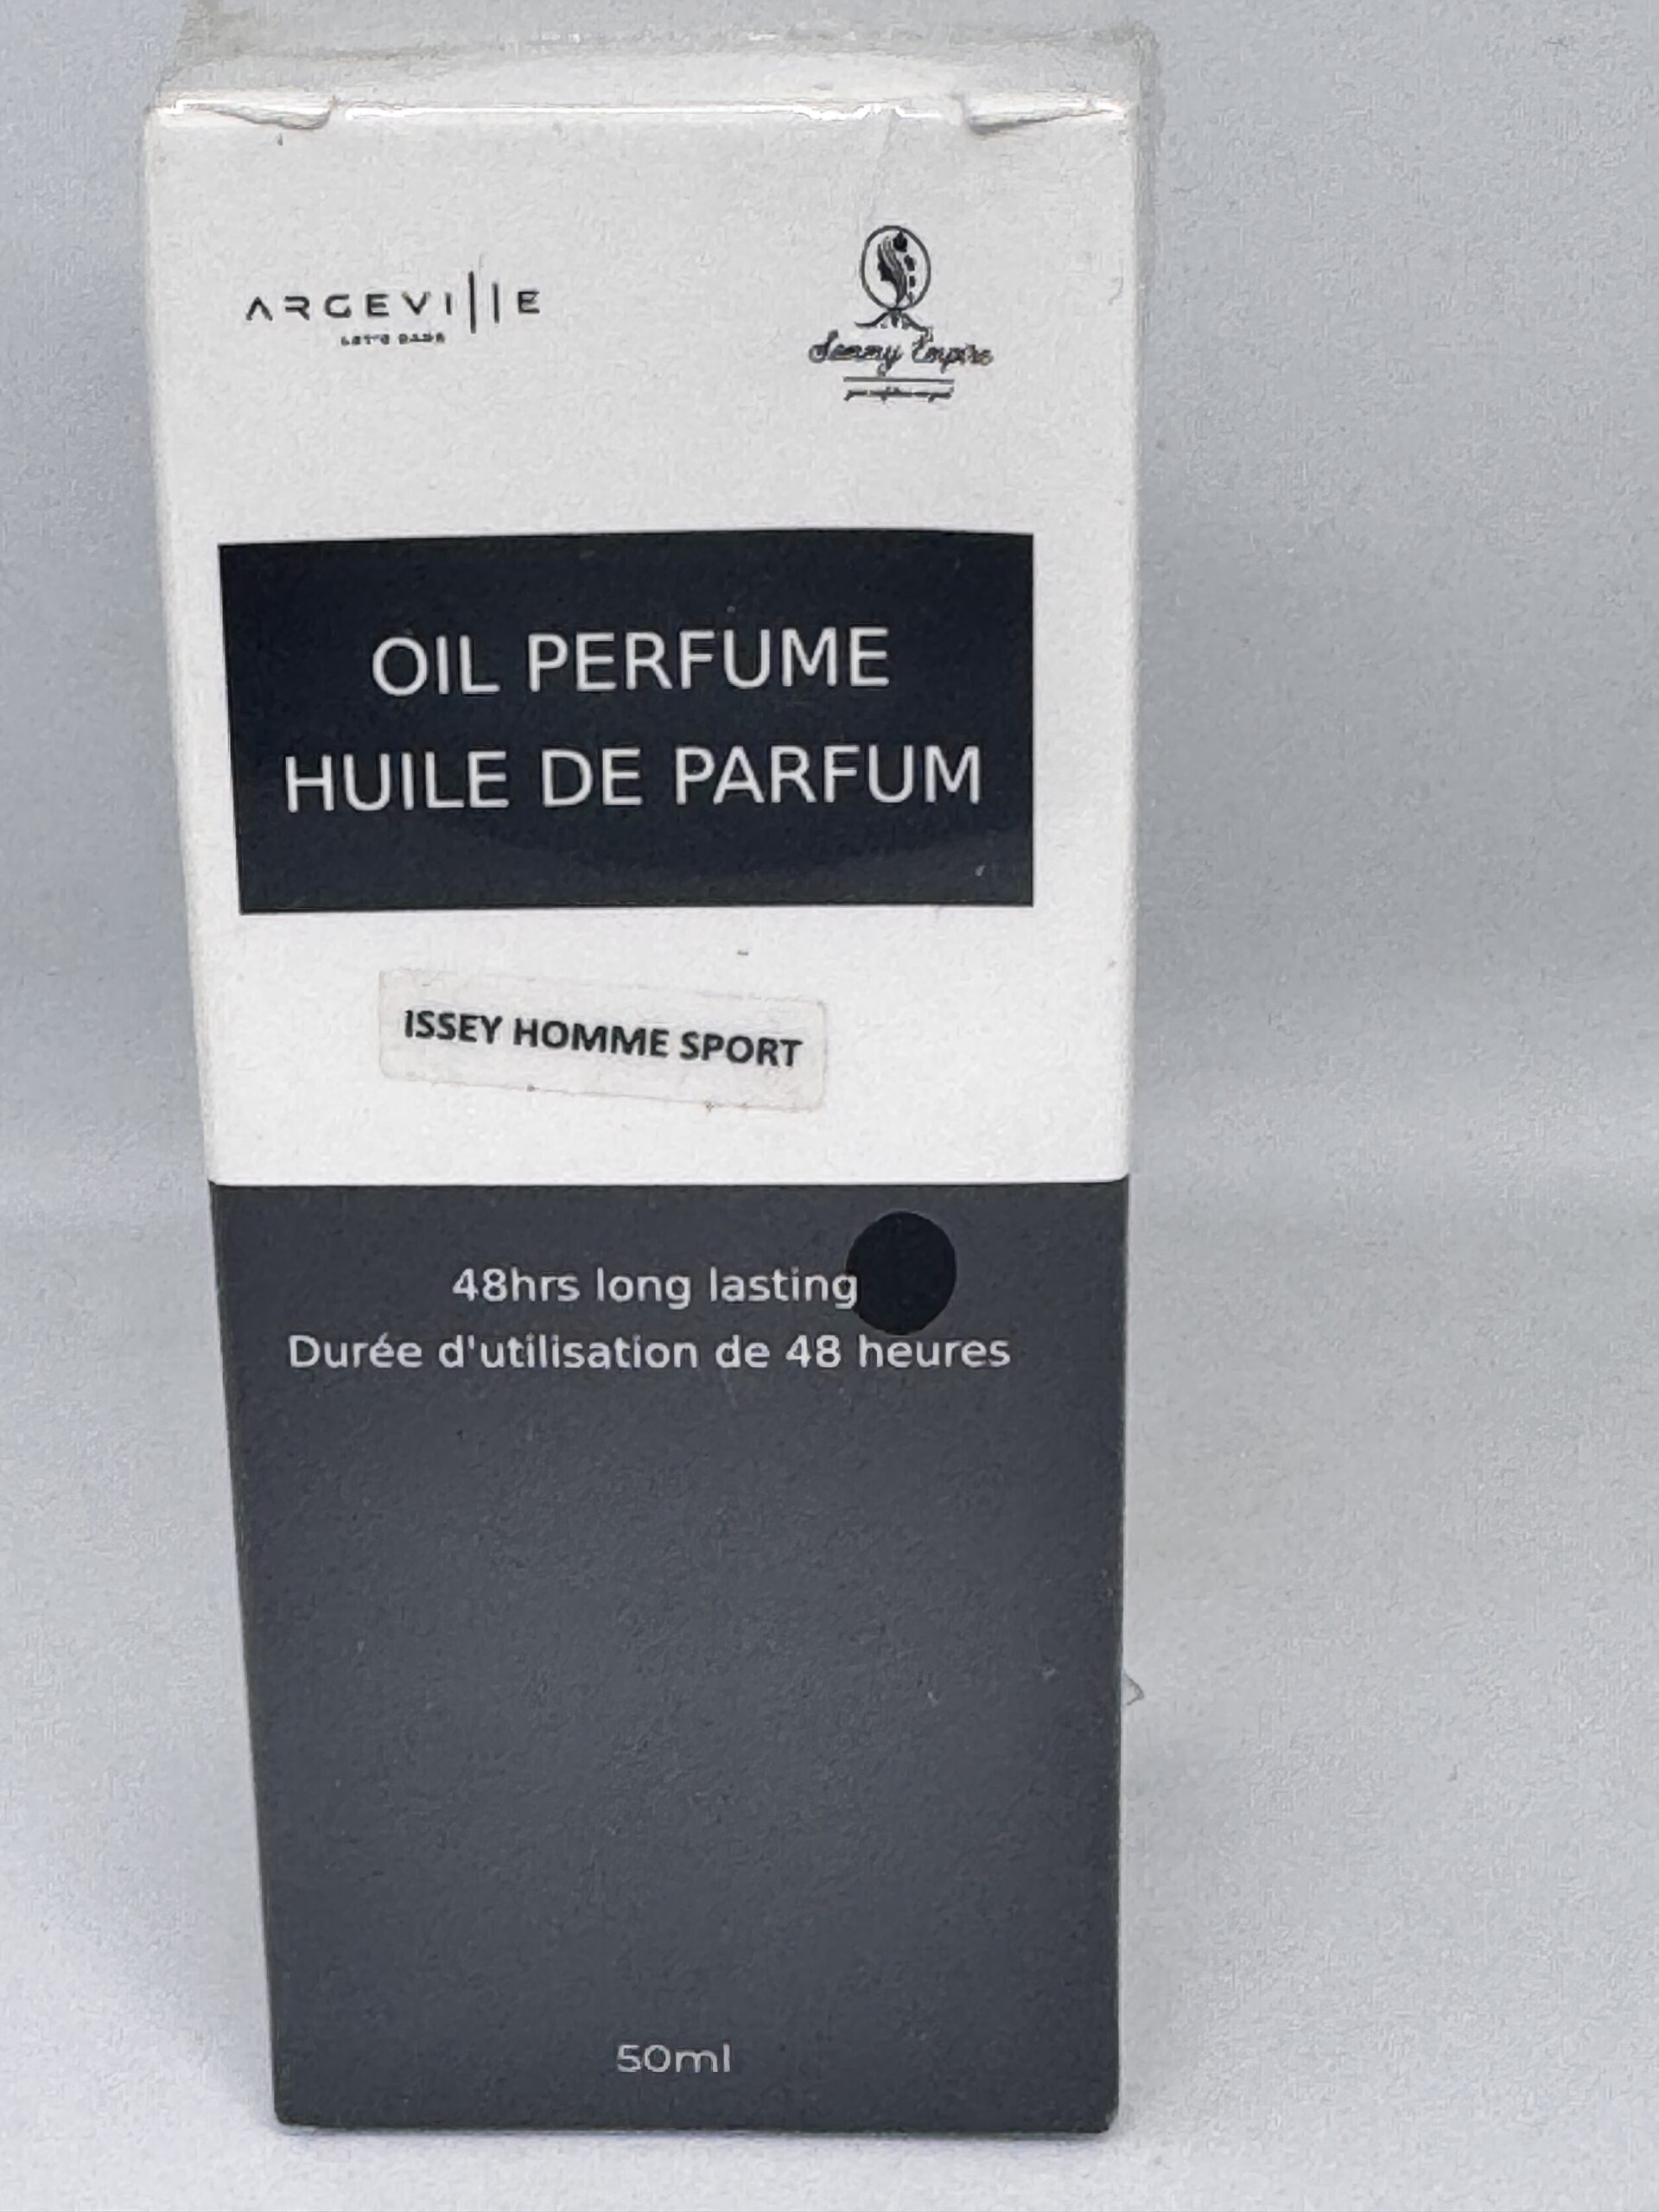 ARGEVILLE
OIL PERFUME
HUILE DE PARFUM
ISSEY HOMME SPORT
48hrs long lasting
Durée d'utilisation de 48 heures
50ml